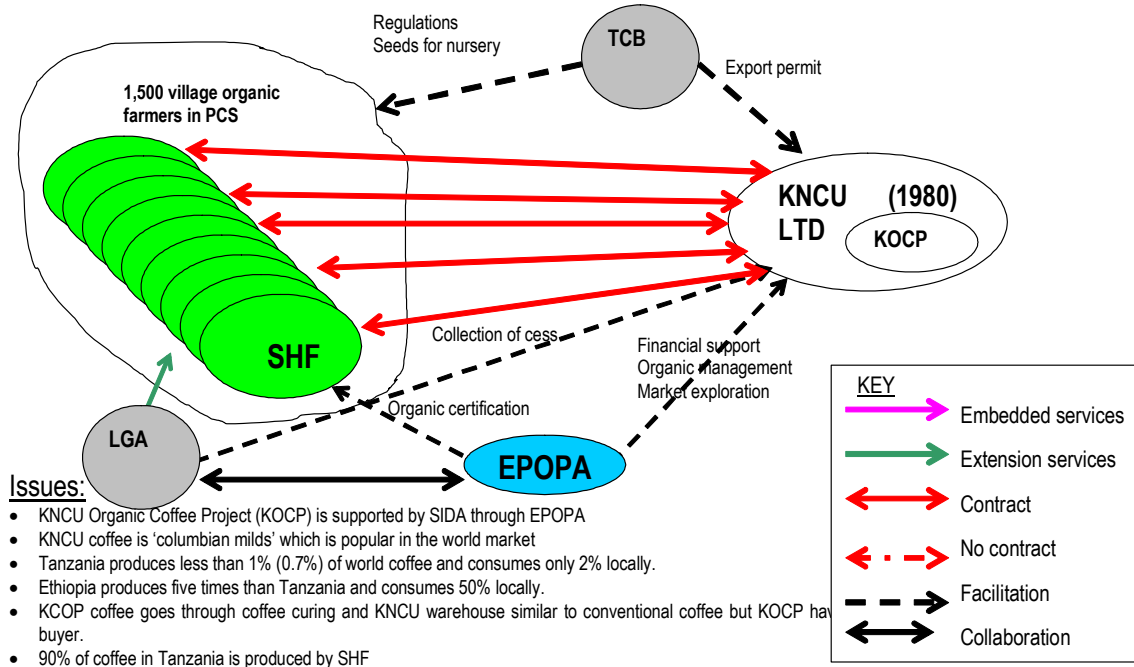 Regulations
Seeds for nursery
TCB
Export permit
1,500 village organic
farmers in PCS
KNCU (1980)
LTD
KOCP
SHF
Collection of cess
Financial support
Organic management
Market exploration
Organic certification
LGA
EPOPA
KEY
Embedded services
Extension services
Contract
No contract
Facilitation
Collaboration
Issues:
• KNCU Organic Coffee Project (KOCP) is supported by SIDA through EPOPA
• KNCU coffee is ‘columbian milds’ which is popular in the world market
• Tanzania produces less than 1% (0.7%) of world coffee and consumes only 2% locally.
• Ethiopia produces five times than Tanzania and consumes 50% locally.
• KCOP coffee goes through coffee curing and KNCU warehouse similar to conventional coffee but KOCP hav
buyer.
• 90% of coffee in Tanzania is produced by SHF